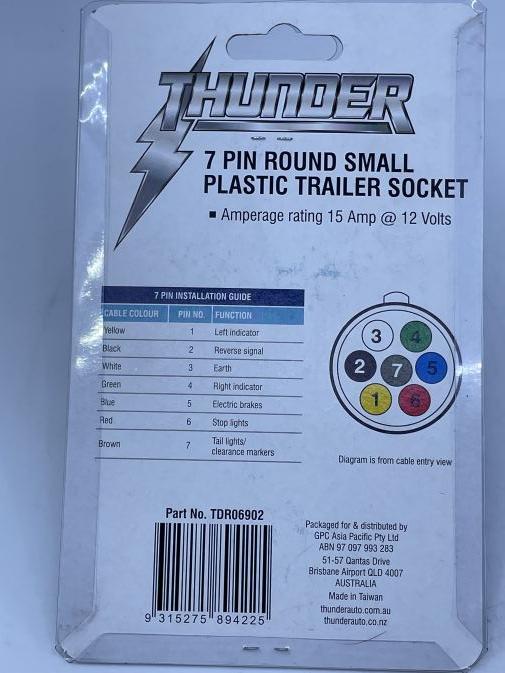 THUNDER
7 PIN ROUND SMALL
PLASTIC TRAILER SOCKET
▪ Amperage rating 15 Amp @ 12 Volts
7 PIN INSTALLATION GUIDE
CABLE COLOUR PIN NO. FUNCTION
Yellow 1 Left indicator
Black 2 Reverse signal
White 3 Earth
Green 4 Right indicator
Blue 5 Electric brakes
Red 6 Stop lights
Brown 7 Tail lights/
clearance markers
3 4
2 7 5
1 6
Diagram is from cable entry view
Part No. TDR06902
9 315275 894225
Packaged for & distributed by
GPC Asia Pacific Pty Ltd
ABN 97 097 993 283
51-57 Qantas Drive
Brisbane Airport QLD 4007
AUSTRALIA
Made in Taiwan
thunderauto.com.au
thunderauto.co.nz